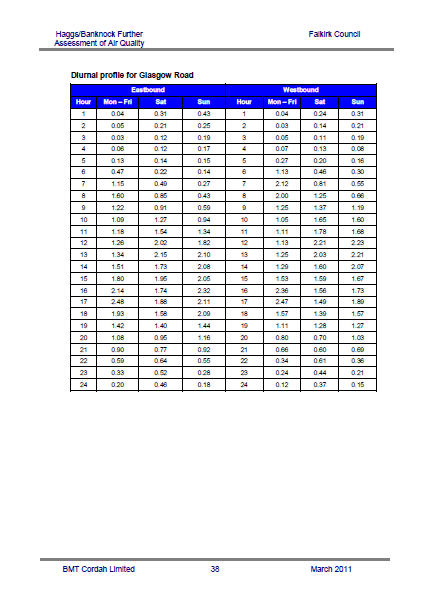 Haggs/Banknock Further Falkirk Council
Assessment of Air Quality
Diurnal profile for Glasgow Road
Eastbound Westbound
Hour Mon – Fri Sat Sun Hour Mon – Fri Sat Sun
1 0.04 0.31 0.43 1 0.04 0.24 0.31
2 0.05 0.21 0.25 2 0.03 0.14 0.21
3 0.03 0.12 0.19 3 0.05 0.11 0.19
4 0.06 0.12 0.17 4 0.07 0.13 0.08
5 0.13 0.14 0.15 5 0.27 0.20 0.16
6 0.47 0.22 0.14 6 1.13 0.46 0.30
7 1.15 0.49 0.27 7 2.12 0.81 0.55
8 1.60 0.85 0.43 8 2.00 1.25 0.66
9 1.22 0.91 0.59 9 1.25 1.37 1.19
10 1.09 1.27 0.94 10 1.05 1.65 1.60
11 1.18 1.54 1.34 11 1.11 1.78 1.68
12 1.26 2.02 1.82 12 1.13 2.21 2.23
13 1.34 2.15 2.10 13 1.25 2.03 2.21
14 1.51 1.73 2.08 14 1.29 1.60 2.07
15 1.80 1.95 2.05 15 1.53 1.59 1.67
16 2.14 1.74 2.32 16 2.36 1.56 1.73
17 2.48 1.88 2.11 17 2.47 1.49 1.89
18 1.93 1.58 2.09 18 1.57 1.39 1.57
19 1.42 1.40 1.44 19 1.11 1.28 1.27
20 1.08 0.95 1.16 20 0.80 0.70 1.03
21 0.90 0.77 0.92 21 0.66 0.60 0.69
22 0.59 0.64 0.55 22 0.34 0.61 0.36
23 0.33 0.52 0.28 23 0.24 0.44 0.21
24 0.20 0.46 0.18 24 0.12 0.37 0.15
BMT Cordah Limited 38 March 2011